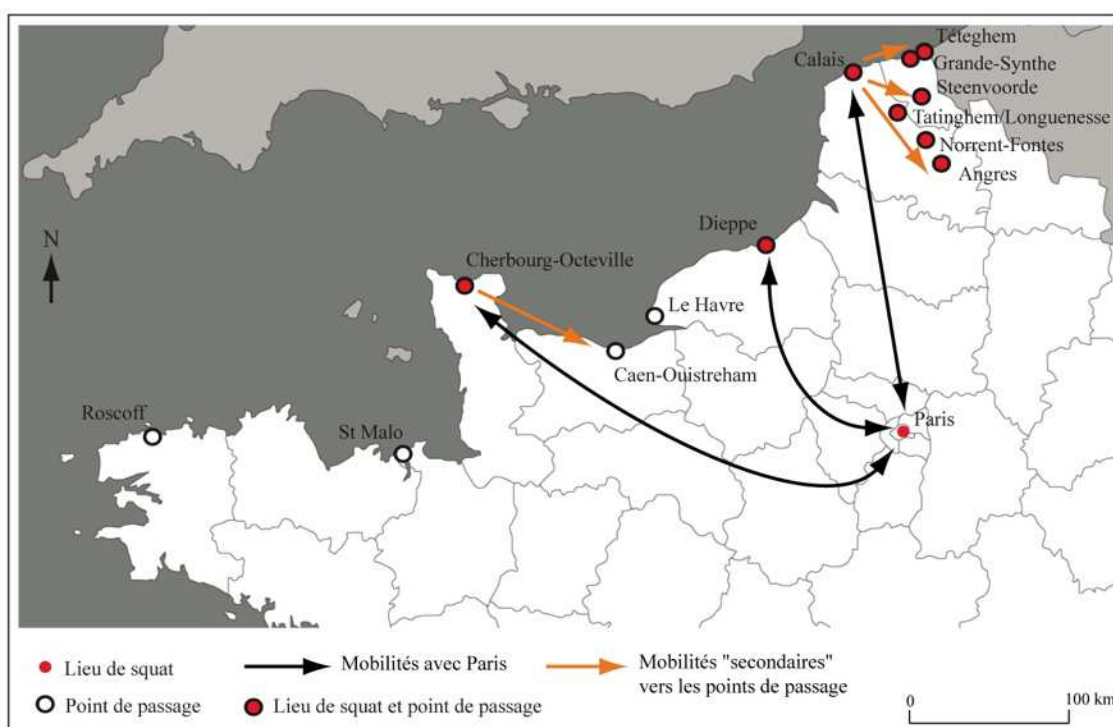 Téteghem
Calais
Grande-Synthe
Steenvoorde
Tatinghem/Longuenesse
Norrent-Fontes
Angres
Dieppe
N
Cherbourg-Octeville
Le Havre
Caen-Ouistreham
Roscoff
St Malo
Paris
Lieu de squat
Mobilités avec Paris
Mobilités "secondaires"
vers les points de passage
Point de passage
Lieu de squat et point de passage
0
100 km